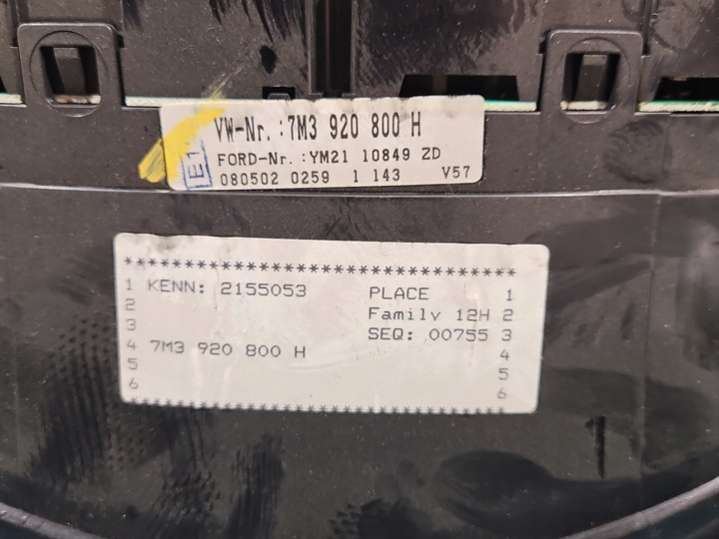 VW-Nr.:7M3 920 800 H
FORD-Nr.:YM21 10849 ZD
E1
080502 0259 1 143 V57
****************************************
1 KENN: 2155053 PLACE 1
2 Family 12H 2
3 SEQ: 00755 3
4 7M3 920 800 H 4
5 5
6 6
****************************************